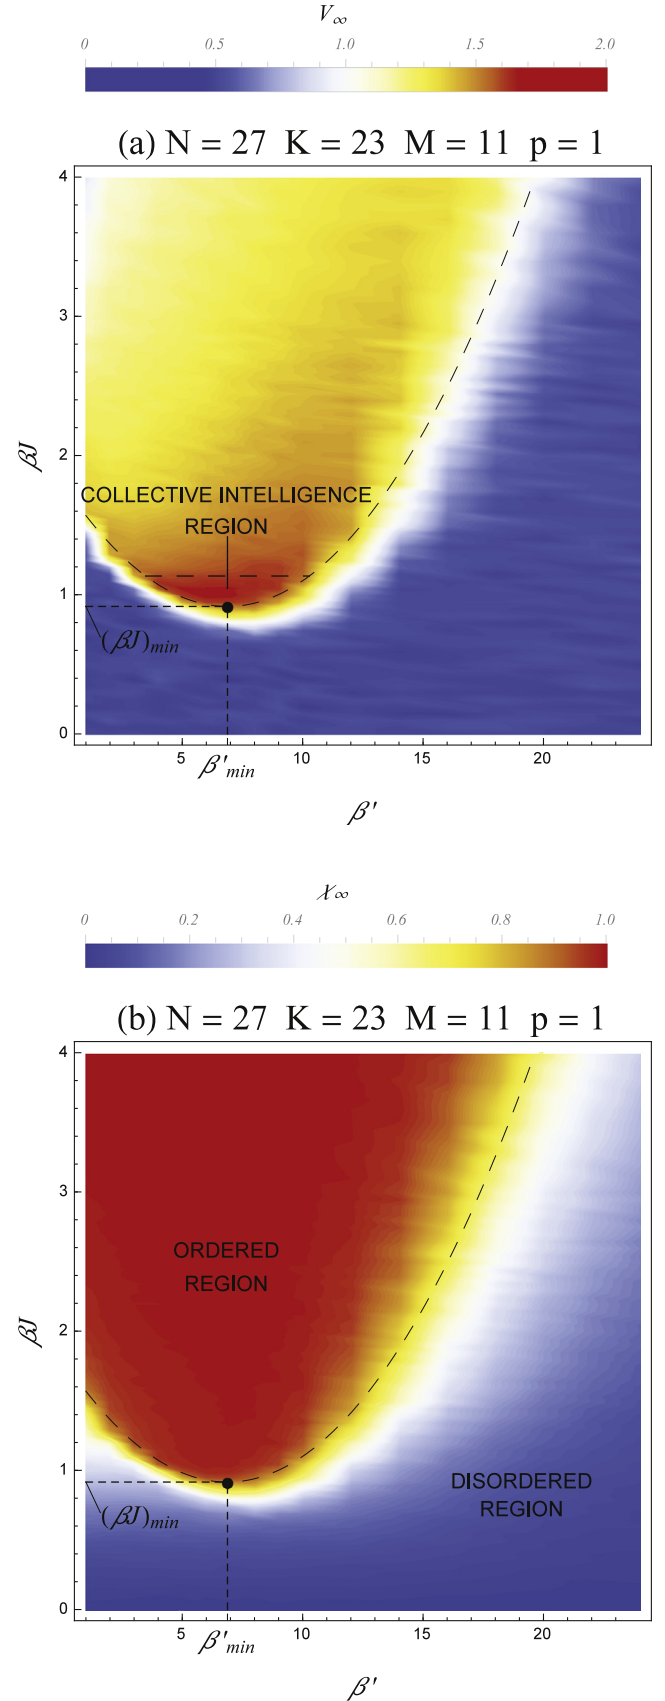 V∞
0 0.5 1.0 1.5 2.0
(a) N = 27 K = 23 M = 11 p = 1
4
3
βJ
2
COLLECTIVE INTELLIGENCE
REGION
1
(βJ)min
0
5 10 15 20
β'min
β'
χ∞
0 0.2 0.4 0.6 0.8 1.0
(b) N = 27 K = 23 M = 11 p = 1
4
3
ORDERED
REGION
βJ
2
1
DISORDERED
REGION
(βJ)min
0
5 10 15 20
β'min
β'